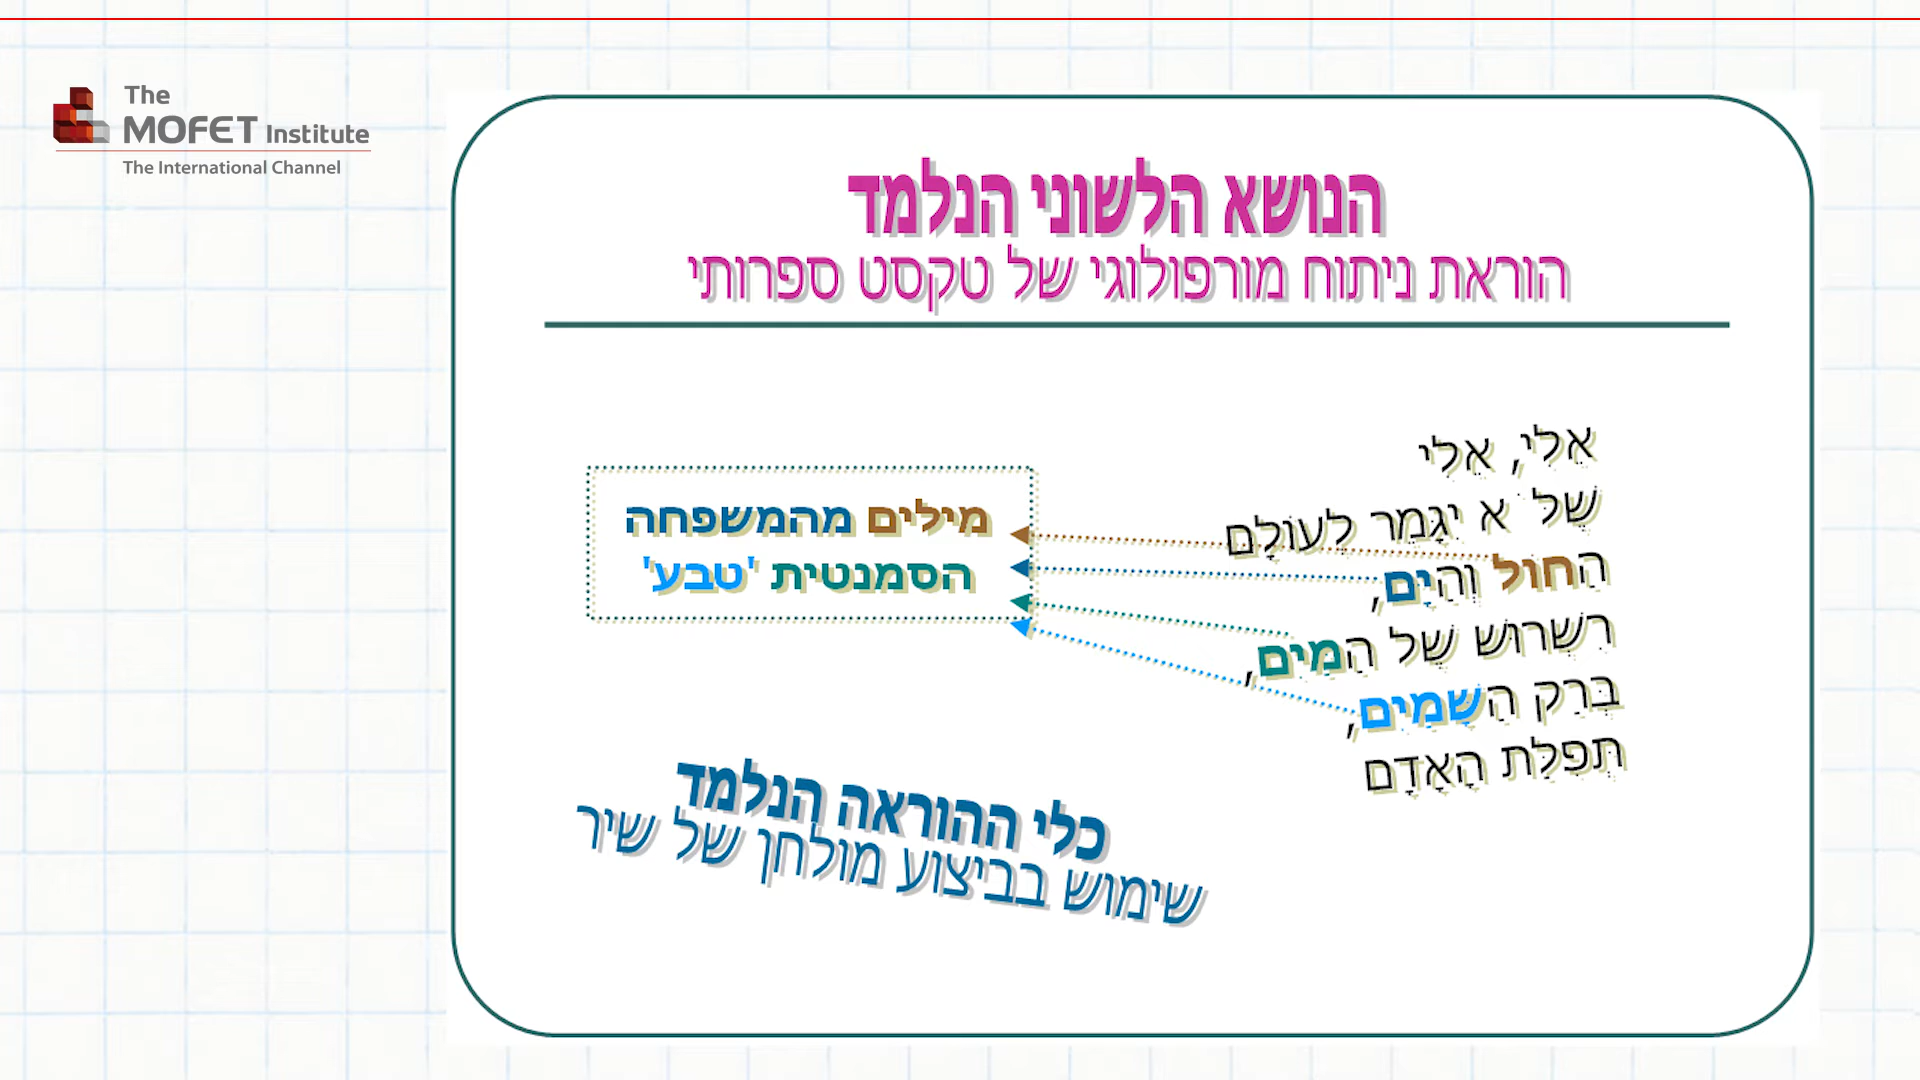 The
MOFET Institute
The International Channel
הנושא הלשוני הנלמד
הוראת ניתוח מורפולוגי של טקסט ספרותי
אֵלִי, אֵלִי
שֶׁלֹא יִגָּמֵר לְעוֹלָם
הַחוֹל וְהַיָּם,
רִשְׁרוּשׁ שֶׁל הַמַּיִם,
בְּרַק הַשָּׁמַיִם,
תְּפִלַּת הָאָדָם
מילים מהמשפחה
הסמנטית 'טבע'
כלי ההוראה הנלמד
שימוש בביצוע מולחן של שיר